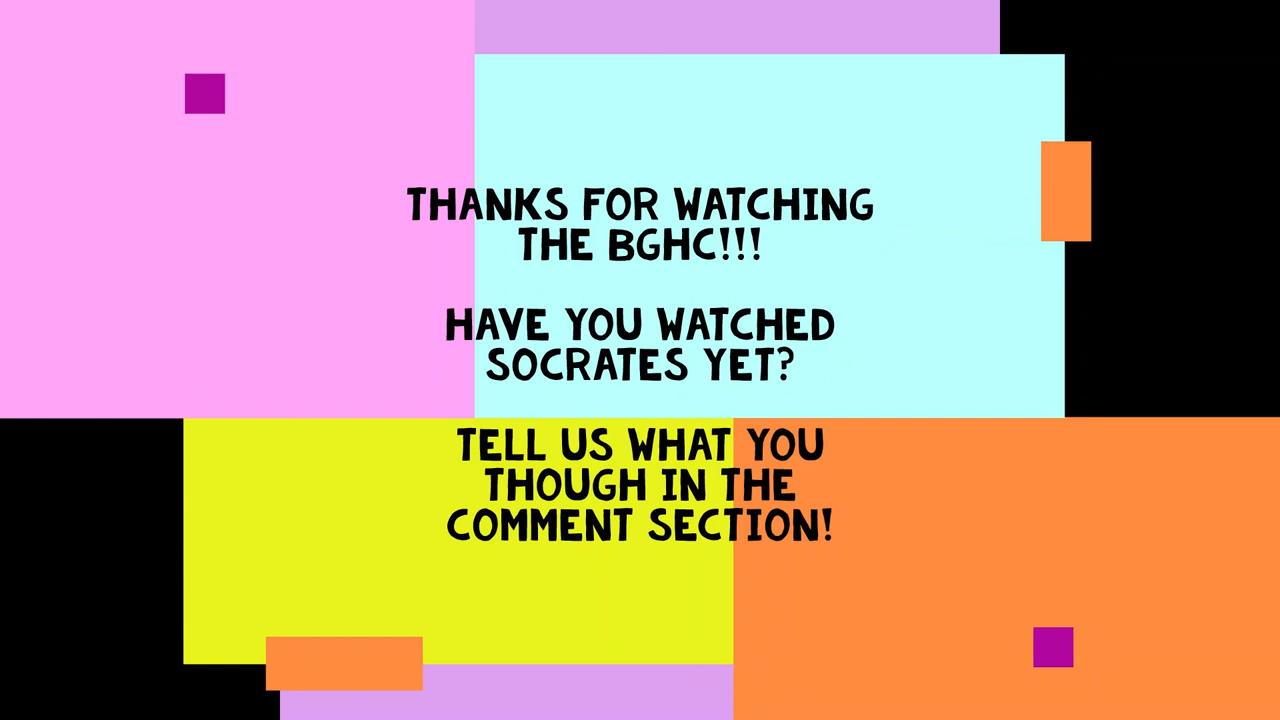 THANKS FOR WATCHING
THE BGHC!!!
HAVE YOU WATCHED
SOCRATES YET?
TELL US WHAT YOU
THOUGH IN THE
COMMENT SECTION!